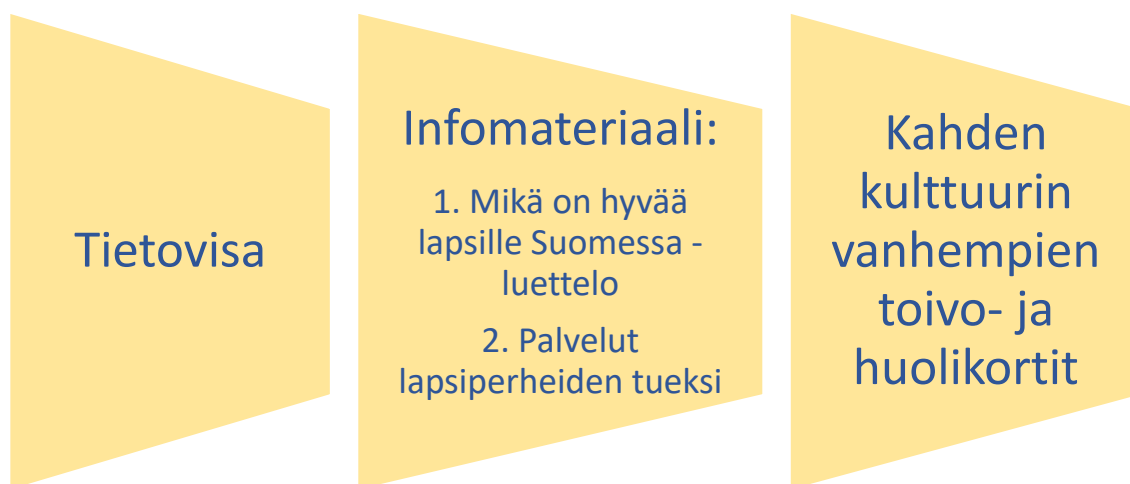 Tietovisa
Infomateriaali:
1. Mikä on hyvää
lapsille Suomessa -
luettelo
2. Palvelut
lapsiperheiden tueksi
Kahden
kulttuurin
vanhempien
toivo- ja
huolikortit